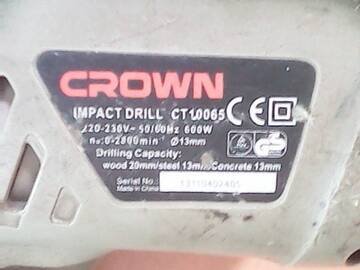 CROWN
IMPACT DRILL CT10065
220-230V~ 50/60Hz 600W
n₀:0-2800min⁻¹ Ø13mm
Drilling Capacity:
wood 20mm/steel 13mm/Concrete 13mm
Serial No.:
Made in China